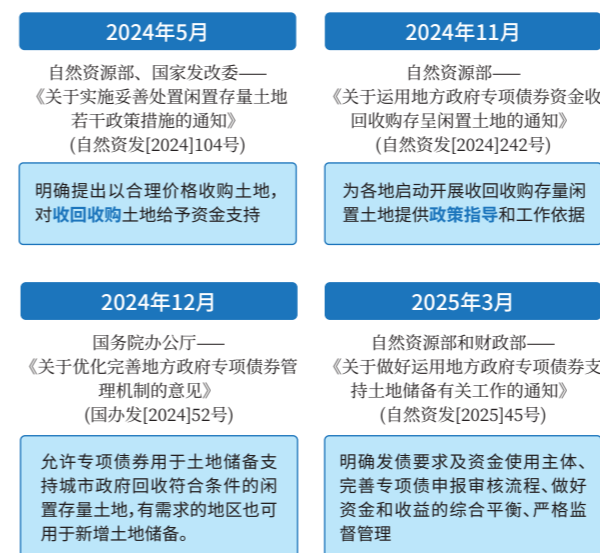 2024年5月
自然资源部、国家发改委——
《关于实施妥善处置闲置存量土地
若干政策措施的通知》
(自然资发[2024]104号)
明确提出以合理价格收购土地,
对收回收购土地给予资金支持
2024年11月
自然资源部——
《关于运用地方政府专项债券资金收
回收购存呈闲置土地的通知》
(自然资发[2024]242号)
为各地启动开展收回收购存量闲
置土地提供政策指导和工作依据
2024年12月
国务院办公厅——
《关于优化完善地方政府专项债券管
理机制的意见》
(国办发[2024]52号)
允许专项债券用于土地储备支
持城市政府回收符合条件的闲
置存量土地,有需求的地区也可
用于新增土地储备。
2025年3月
自然资源部和财政部——
《关于做好运用地方政府专项债券支
持土地储备有关工作的通知》
(自然资发[2025]45号)
明确发债要求及资金使用主体、
完善专项债申报审核流程、做好
资金和收益的综合平衡、严格监
督管理